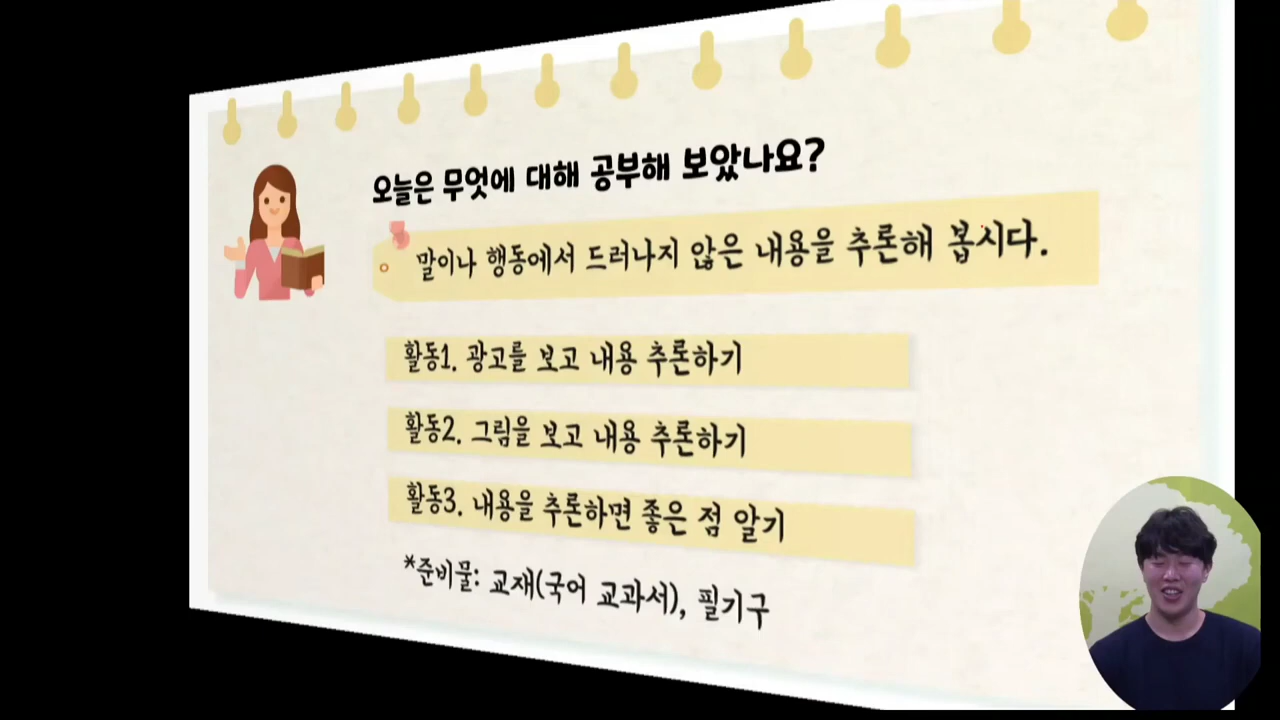 오늘은 무엇에 대해 공부해 보았나요?
말이나 행동에서 드러나지 않은 내용을 추론해 봅시다.
활동1. 광고를 보고 내용 추론하기
활동2. 그림을 보고 내용 추론하기
활동3. 내용을 추론하면 좋은 점 알기
*준비물: 교재(국어 교과서), 필기구